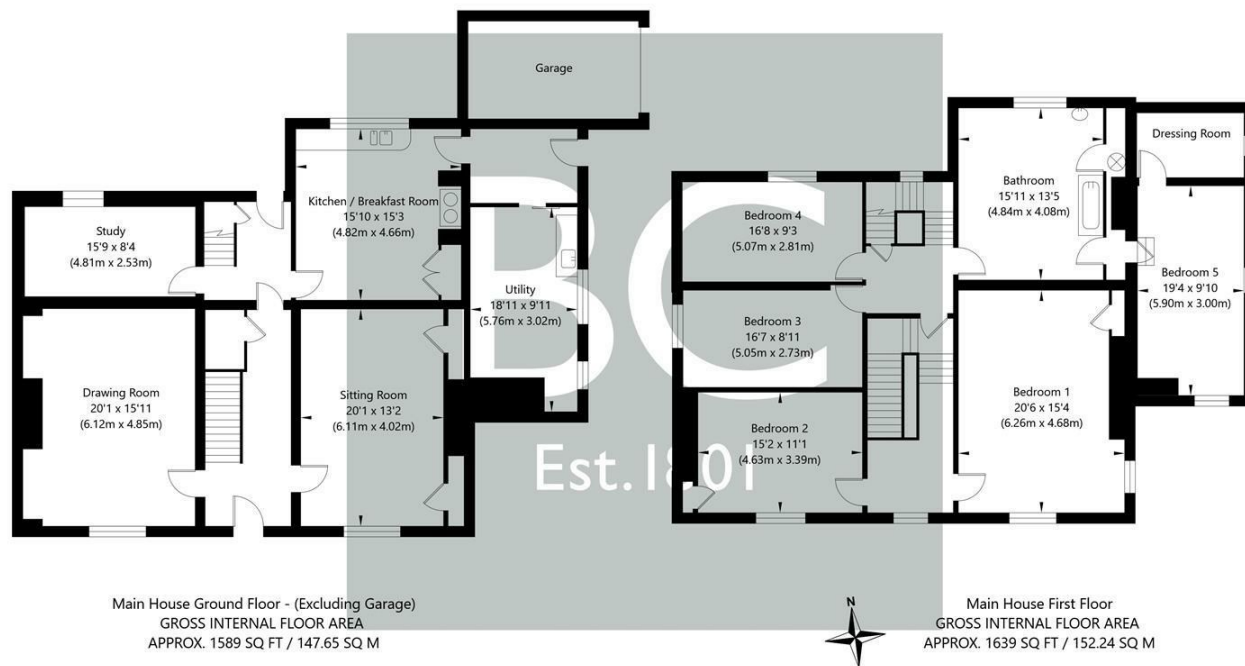 Garage
Kitchen / Breakfast Room
15'10 x 15'3
(4.82m x 4.66m)
Study
15'9 x 8'4
(4.81m x 2.53m)
Utility
18'11 x 9'11
(5.76m x 3.02m)
Drawing Room
20'1 x 15'11
(6.12m x 4.85m)
Sitting Room
20'1 x 13'2
(6.11m x 4.02m)
Main House Ground Floor - (Excluding Garage)
GROSS INTERNAL FLOOR AREA
APPROX. 1589 SQ FT / 147.65 SQ M
BC
Est. 1801
Dressing Room
Bathroom
15'11 x 13'5
(4.84m x 4.08m)
Bedroom 4
16'8 x 9'3
(5.07m x 2.81m)
Bedroom 5
19'4 x 9'10
(5.90m x 3.00m)
Bedroom 3
16'7 x 8'11
(5.05m x 2.73m)
Bedroom 1
20'6 x 15'4
(6.26m x 4.68m)
Bedroom 2
15'2 x 11'1
(4.63m x 3.39m)
N
Main House First Floor
GROSS INTERNAL FLOOR AREA
APPROX. 1639 SQ FT / 152.24 SQ M